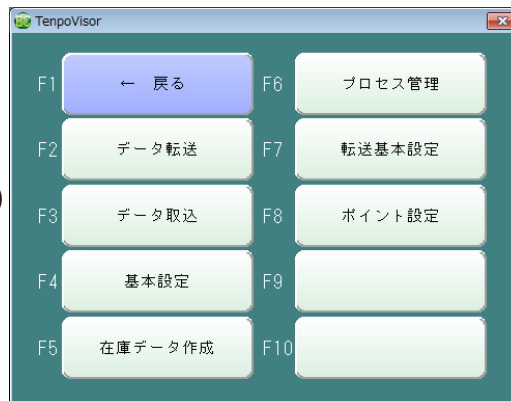 TenpoVisor
F1 ← 戻る F6 プロセス管理
F2 データ転送 F7 転送基本設定
F3 データ取込 F8 ポイント設定
F4 基本設定 F9
F5 在庫データ作成 F10